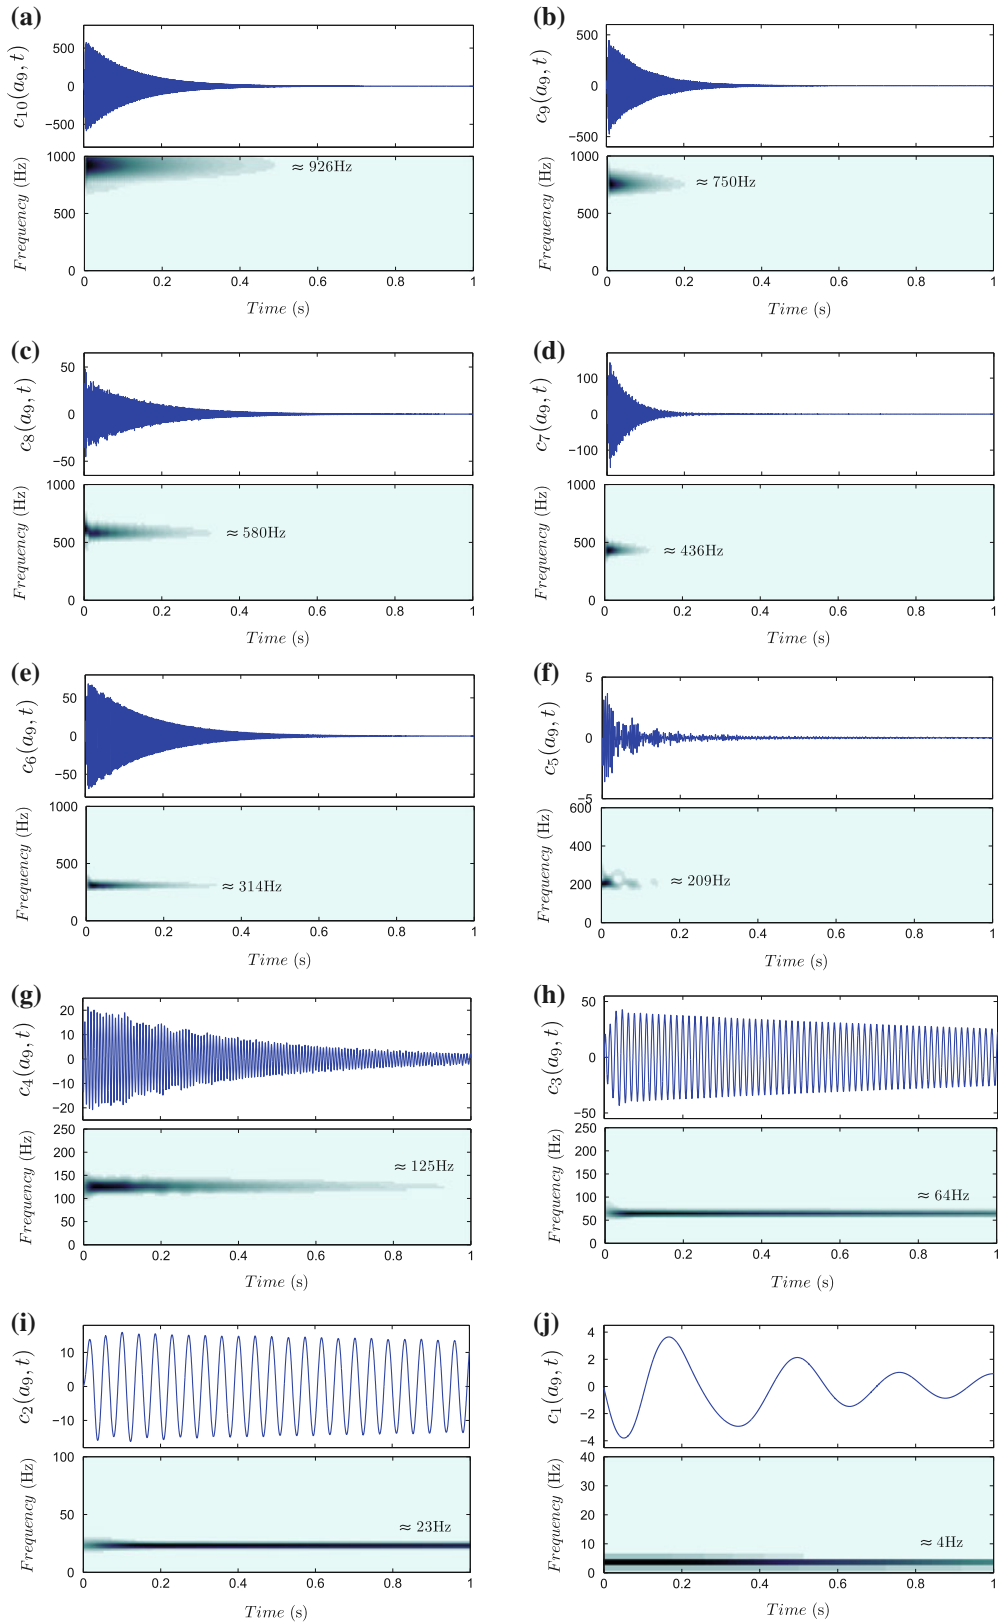 (a)
c10(a9, t)
500
0
−500
Frequency (Hz)
1000
500
0
≈ 926Hz
0 0.2 0.4 0.6 0.8 1
Time (s)
(b)
c9(a9, t)
500
0
−500
Frequency (Hz)
1000
500
0
≈ 750Hz
0 0.2 0.4 0.6 0.8 1
Time (s)
(c)
c8(a9, t)
50
0
−50
Frequency (Hz)
1000
500
0
≈ 580Hz
0 0.2 0.4 0.6 0.8 1
Time (s)
(d)
c7(a9, t)
100
0
−100
Frequency (Hz)
1000
500
0
≈ 436Hz
0 0.2 0.4 0.6 0.8 1
Time (s)
(e)
c6(a9, t)
50
0
−50
Frequency (Hz)
1000
500
0
≈ 314Hz
0 0.2 0.4 0.6 0.8 1
Time (s)
(f)
c5(a9, t)
5
0
−5
Frequency (Hz)
600
400
200
0
≈ 209Hz
0 0.2 0.4 0.6 0.8 1
Time (s)
(g)
c4(a9, t)
20
10
0
−10
−20
Frequency (Hz)
250
200
150
100
50
0
≈ 125Hz
0 0.2 0.4 0.6 0.8 1
Time (s)
(h)
c3(a9, t)
50
0
−50
Frequency (Hz)
250
200
150
100
50
0
≈ 64Hz
0 0.2 0.4 0.6 0.8 1
Time (s)
(i)
c2(a9, t)
10
0
−10
Frequency (Hz)
100
50
0
≈ 23Hz
0 0.2 0.4 0.6 0.8 1
Time (s)
(j)
c1(a9, t)
4
2
0
−2
−4
Frequency (Hz)
40
30
20
10
0
≈ 4Hz
0 0.2 0.4 0.6 0.8 1
Time (s)